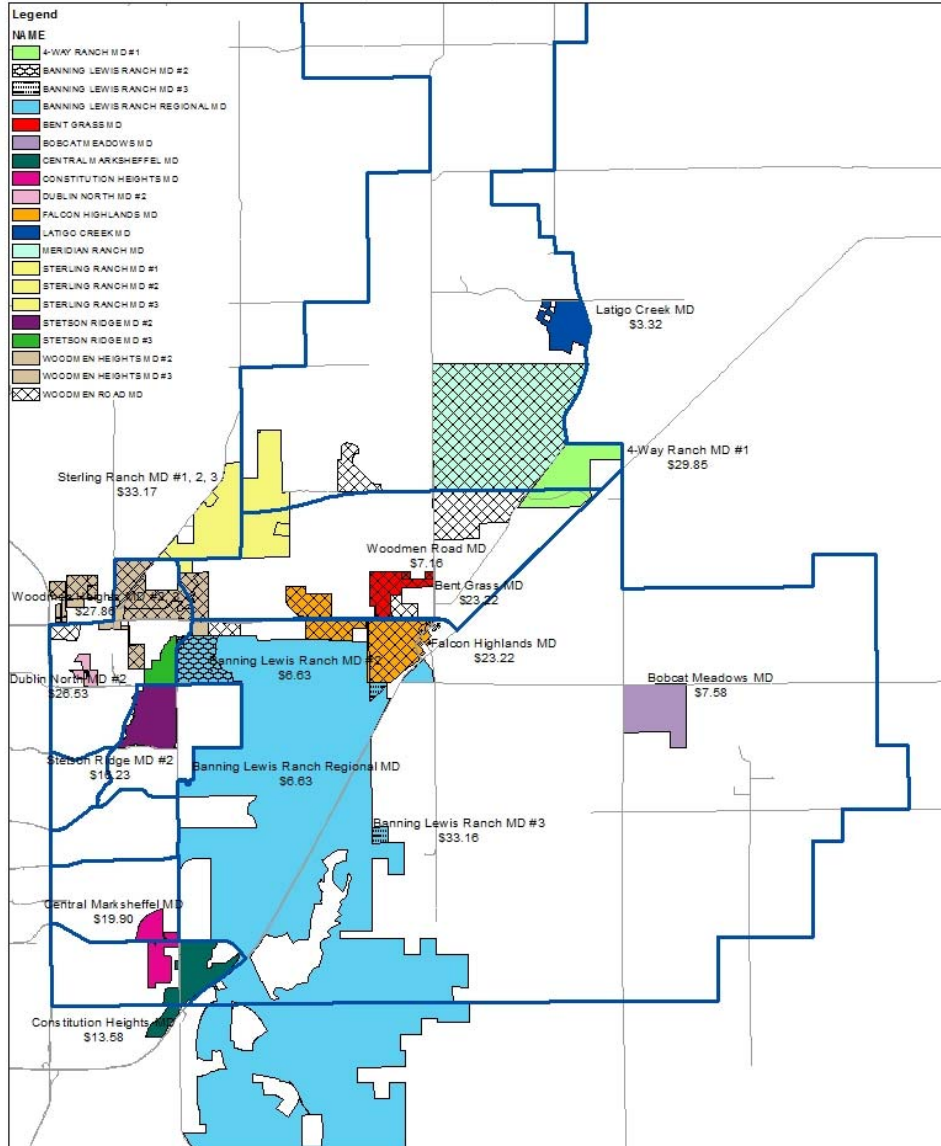 Legend
NAME
4-WAY RANCH MD #1
BANNING LEWIS RANCH MD #2
BANNING LEWIS RANCH MD #3
BANNING LEWIS RANCH REGIONAL MD
BENT GRASS MD
BOBCAT MEADOWS MD
CENTRAL MARKSHEFFEL MD
CONSTITUTION HEIGHTS MD
DUBLIN NORTH MD #2
FALCON HIGHLANDS MD
LATIGO CREEK MD
MERIDIAN RANCH MD
STERLING RANCH MD #1
STERLING RANCH MD #2
STERLING RANCH MD #3
STETSON RIDGE MD #2
STETSON RIDGE MD #3
WOODMEN HEIGHTS MD #2
WOODMEN HEIGHTS MD #3
WOODMEN ROAD MD
Latigo Creek MD
$3.32
4-Way Ranch MD #1
$29.85
Sterling Ranch MD #1, 2, 3
$33.17
Woodmen Road MD
$7.16
Bent Grass MD
$23.22
Woodmen Heights MD #2,
$27.86
Falcon Highlands MD
$23.22
Banning Lewis Ranch MD #2
$6.63
Dublin North MD #2
$26.53
Bobcat Meadows MD
$7.58
Stetson Ridge MD #2
$16.23
Banning Lewis Ranch Regional MD
$6.63
Banning Lewis Ranch MD #3
$33.16
Central Marksheffel MD
$19.90
Constitution Heights MD
$13.58